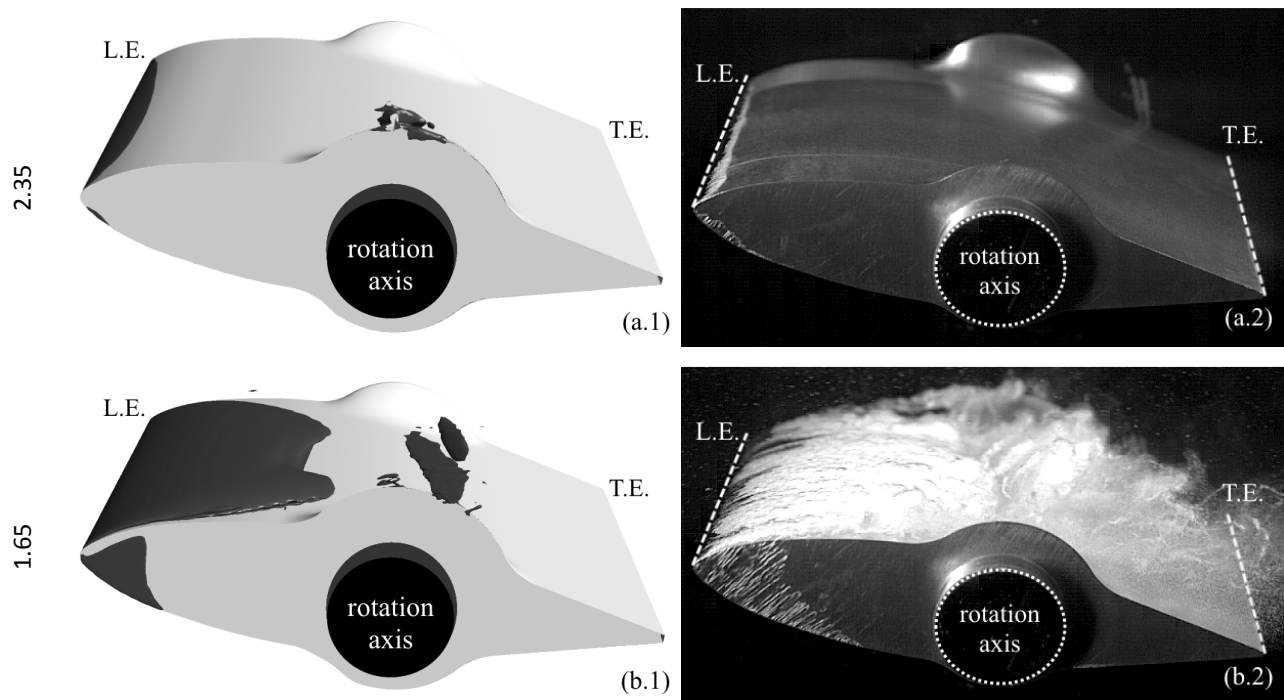 L.E.
T.E.
2.35
rotation
axis
(a.1)
L.E.
T.E.
rotation
axis
(a.2)
L.E.
T.E.
1.65
rotation
axis
(b.1)
L.E.
T.E.
rotation
axis
(b.2)